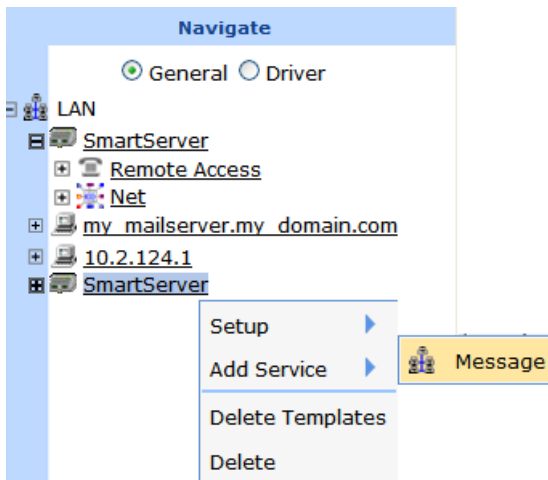 Navigate
General Driver
LAN
SmartServer
Remote Access
Net
my_mailserver.my_domain.com
10.2.124.1
SmartServer
Setup
Add Service
Message
Delete Templates
Delete